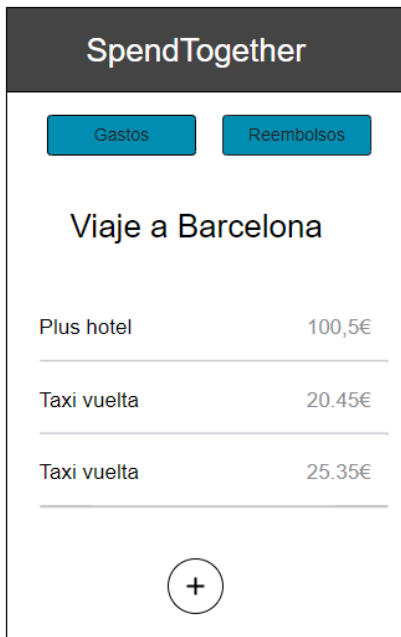 SpendTogether
Gastos Reembolsos
Viaje a Barcelona
Plus hotel 100,5€
Taxi vuelta 20.45€
Taxi vuelta 25.35€
+